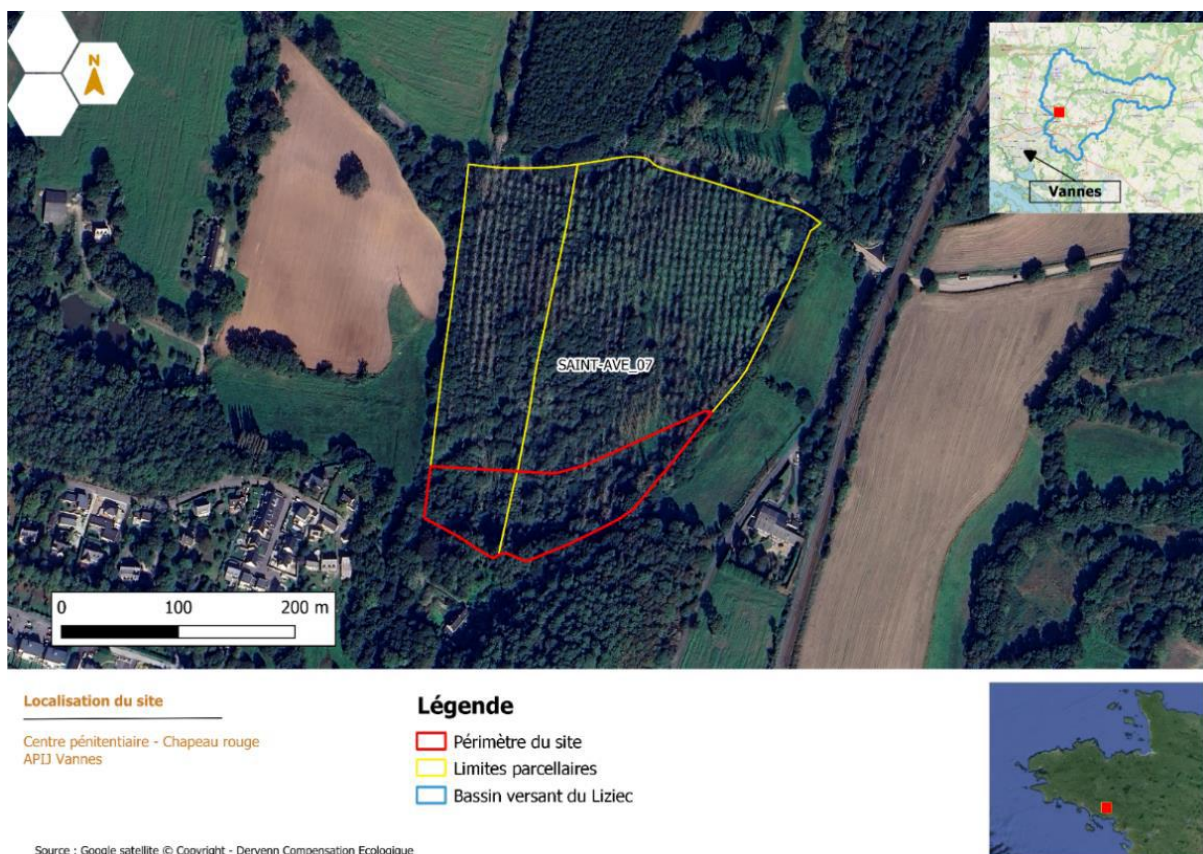 N
Vannes
SAINT-AVE_07
0 100 200 m
Localisation du site
Centre pénitentiaire - Chapeau rouge
APIJ Vannes
Légende
Périmètre du site
Limites parcellaires
Bassin versant du Liziec
Source : Google satellite © Copyright - Dervenn Compensation Ecologique